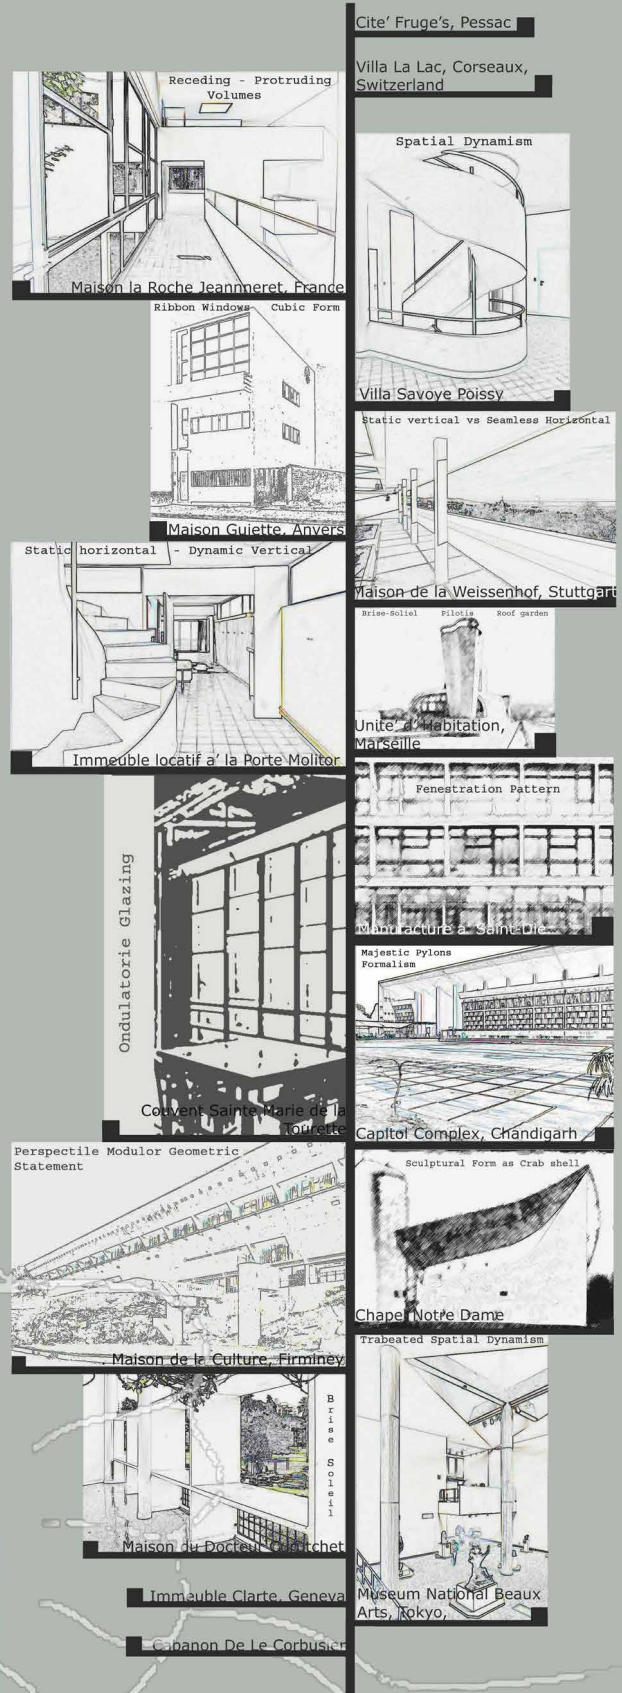 Cite' Fruge's, Pessac
Villa La Lac, Corseaux,
Switzerland
Receding - Protruding
Volumes
Maison la Roche Jeannneret, France
Spatial Dynamism
Villa Savoye Poissy
Ribbon Windows Cubic Form
Maison Guiette, Anvers
Static vertical vs Seamless Horizontal
Maison de la Weissenhof, Stuttgart
Static horizontal - Dynamic Vertical
Immeuble locatif a' la Porte Molitor
Brise-Soliel Pilotis Roof garden
Unite' d' Habitation,
Marseille
Fenestration Pattern
Manufacture a' Saint-Die
Ondulatorie Glazing
Couvent Sainte Marie de la
Tourette
Majestic Pylons
Formalism
Capitol Complex, Chandigarh
Perspectile Modulor Geometric
Statement
. Maison de la Culture, Firminey
Sculptural Form as Crab shell
Chapel Notre Dame
Trabeated Spatial Dynamism
Museum National Beaux
Arts, Tokyo,
Brise Soleil
Maison du Docteur Curutchet
Immeuble Clarte, Geneva
Cabanon De Le Corbusier